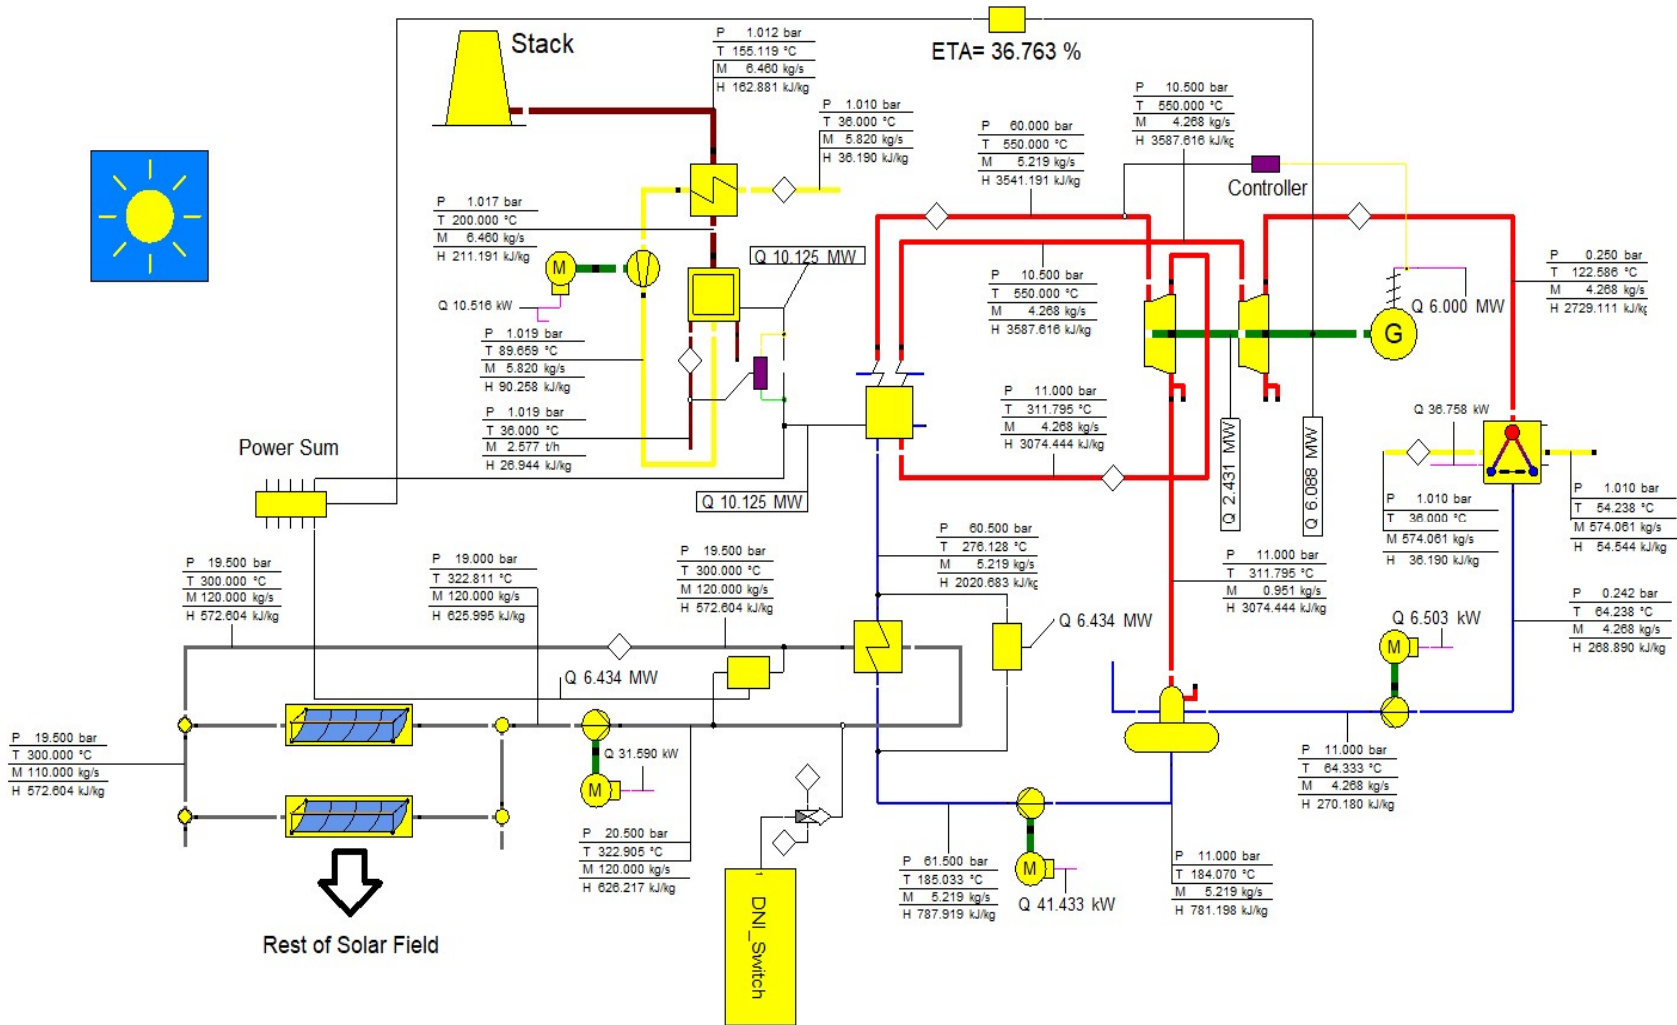 Stack
P 1.012 bar
T 155.119 °C
M 6.460 kg/s
H 162.881 kJ/kg
ETA= 36.763 %
P 1.010 bar
T 36.000 °C
M 5.820 kg/s
H 36.190 kJ/kg
P 10.500 bar
T 550.000 °C
M 4.268 kg/s
H 3587.616 kJ/kg
P 60.000 bar
T 550.000 °C
M 5.219 kg/s
H 3541.191 kJ/kg
Controller
P 1.017 bar
T 200.000 °C
M 6.460 kg/s
H 211.191 kJ/kg
M
Q 10.516 kW
Q 10.125 MW
P 10.500 bar
T 550.000 °C
M 4.268 kg/s
H 3587.616 kJ/kg
Q 6.000 MW
G
P 0.250 bar
T 122.586 °C
M 4.268 kg/s
H 2729.111 kJ/kg
P 1.019 bar
T 89.659 °C
M 5.820 kg/s
H 90.258 kJ/kg
P 1.019 bar
T 36.000 °C
M 2.577 t/h
H 26.944 kJ/kg
P 11.000 bar
T 311.795 °C
M 4.268 kg/s
H 3074.444 kJ/kg
Q 36.758 kW
Power Sum
Q 10.125 MW
Q 2.431 MW
Q 6.088 MW
P 1.010 bar
T 36.000 °C
M 574.061 kg/s
H 36.190 kJ/kg
P 1.010 bar
T 54.238 °C
M 574.061 kg/s
H 54.544 kJ/kg
P 19.500 bar
T 300.000 °C
M 120.000 kg/s
H 572.604 kJ/kg
P 19.000 bar
T 322.811 °C
M 120.000 kg/s
H 625.995 kJ/kg
P 19.500 bar
T 300.000 °C
M 120.000 kg/s
H 572.604 kJ/kg
P 60.500 bar
T 276.128 °C
M 5.219 kg/s
H 2020.683 kJ/kg
P 11.000 bar
T 311.795 °C
M 0.951 kg/s
H 3074.444 kJ/kg
P 0.242 bar
T 64.238 °C
M 4.268 kg/s
H 268.890 kJ/kg
Q 6.434 MW
Q 6.503 kW
M
Q 6.434 MW
P 19.500 bar
T 300.000 °C
M 110.000 kg/s
H 572.604 kJ/kg
Q 31.590 kW
M
P 11.000 bar
T 64.333 °C
M 4.268 kg/s
H 270.180 kJ/kg
P 20.500 bar
T 322.905 °C
M 120.000 kg/s
H 626.217 kJ/kg
P 61.500 bar
T 185.033 °C
M 5.219 kg/s
H 787.919 kJ/kg
M
Q 41.433 kW
P 11.000 bar
T 184.070 °C
M 5.219 kg/s
H 781.198 kJ/kg
1
DNI_Switch
Rest of Solar Field